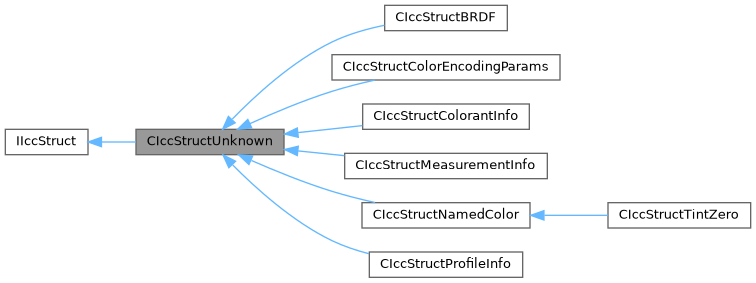 IIccStruct
CIccStructUnknown
CIccStructBRDF
CIccStructColorEncodingParams
CIccStructColorantInfo
CIccStructMeasurementInfo
CIccStructNamedColor
CIccStructTintZero
CIccStructProfileInfo